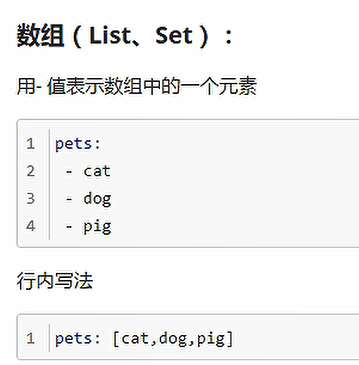 数组（List、Set）：
用- 值表示数组中的一个元素
1 pets:
2 - cat
3 - dog
4 - pig
行内写法
1 pets: [cat,dog,pig]